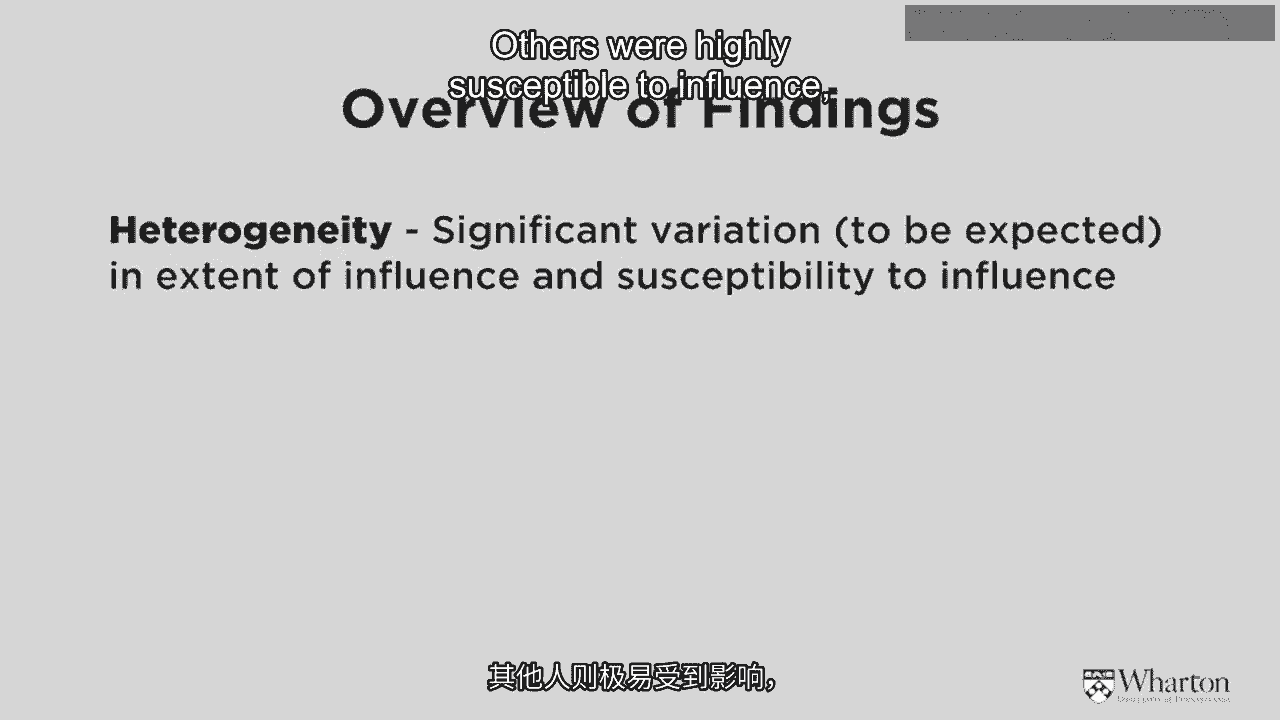 Others were highly
susceptible to influence,
Overview of Findings
Heterogeneity - Significant variation (to be expected)
in extent of influence and susceptibility to influence
其他人则极易受到影响,
Wharton